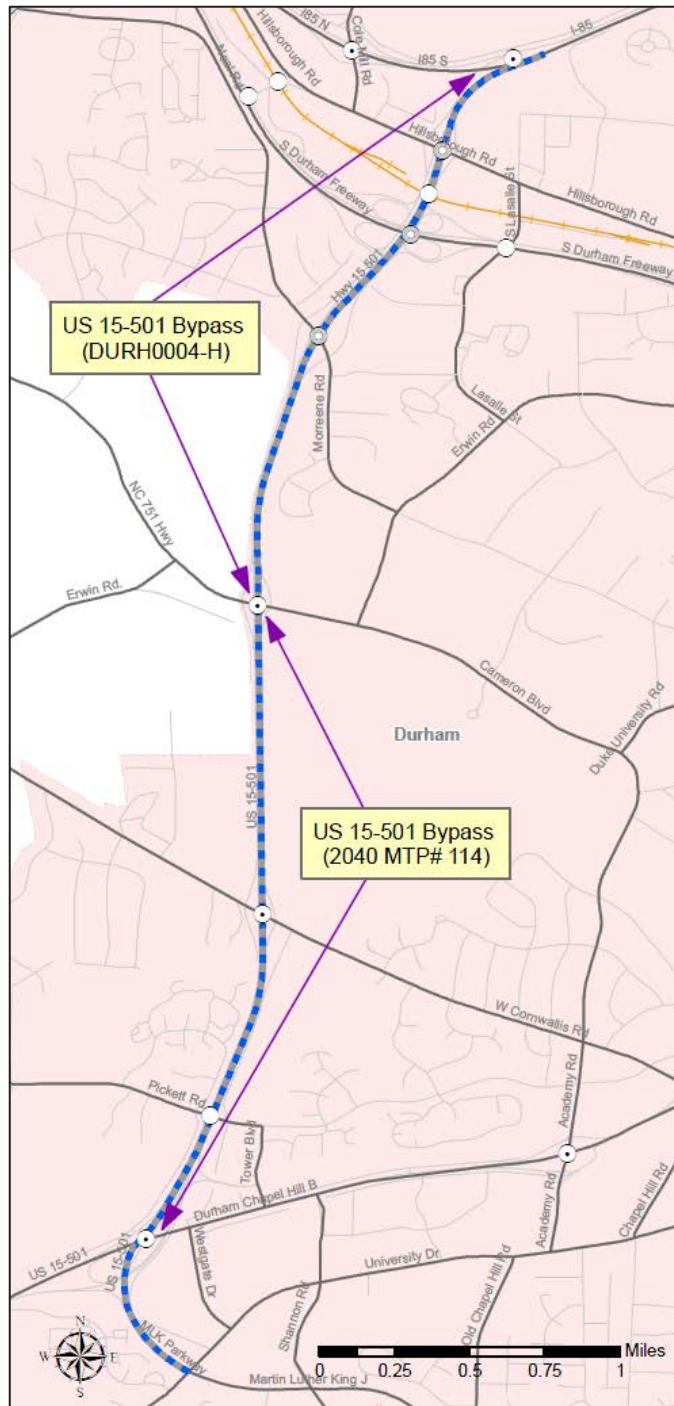 I85 N
Hillsborough Rd
Cole Mill Rd
I-85
I85 S
Neal Rd
Hillsborough Rd
S Durham Freeway
S Lasalle St
Hillsborough Rd
S Durham Freeway
Hwy 15-501
US 15-501 Bypass
(DURH0004-H)
Morreene Rd
Lasalle St
Erwin Rd
NC 751 Hwy
Erwin Rd.
Cameron Blvd
Duke University Rd
Durham
US 15-501
US 15-501 Bypass
(2040 MTP# 114)
W Cornwallis Rd
Pickett Rd
Tower Blvd
Academy Rd
Durham Chapel Hill B
Academy Rd
Chapel Hill Rd
US 15-501
US 15-501
Westgate Dr
University Dr
Shannon Rd
Old Chapel Hill Rd
N
W E
S
MLK Parkway
Martin Luther King J
Miles
0 0.25 0.5 0.75 1